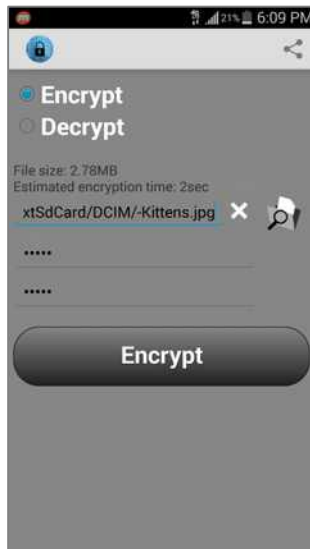 21% 6:09 PM
Encrypt
Decrypt
File size: 2.78MB
Estimated encryption time: 2sec
xtSdCard/DCIM/-Kittens.jpg
•••••
•••••
Encrypt